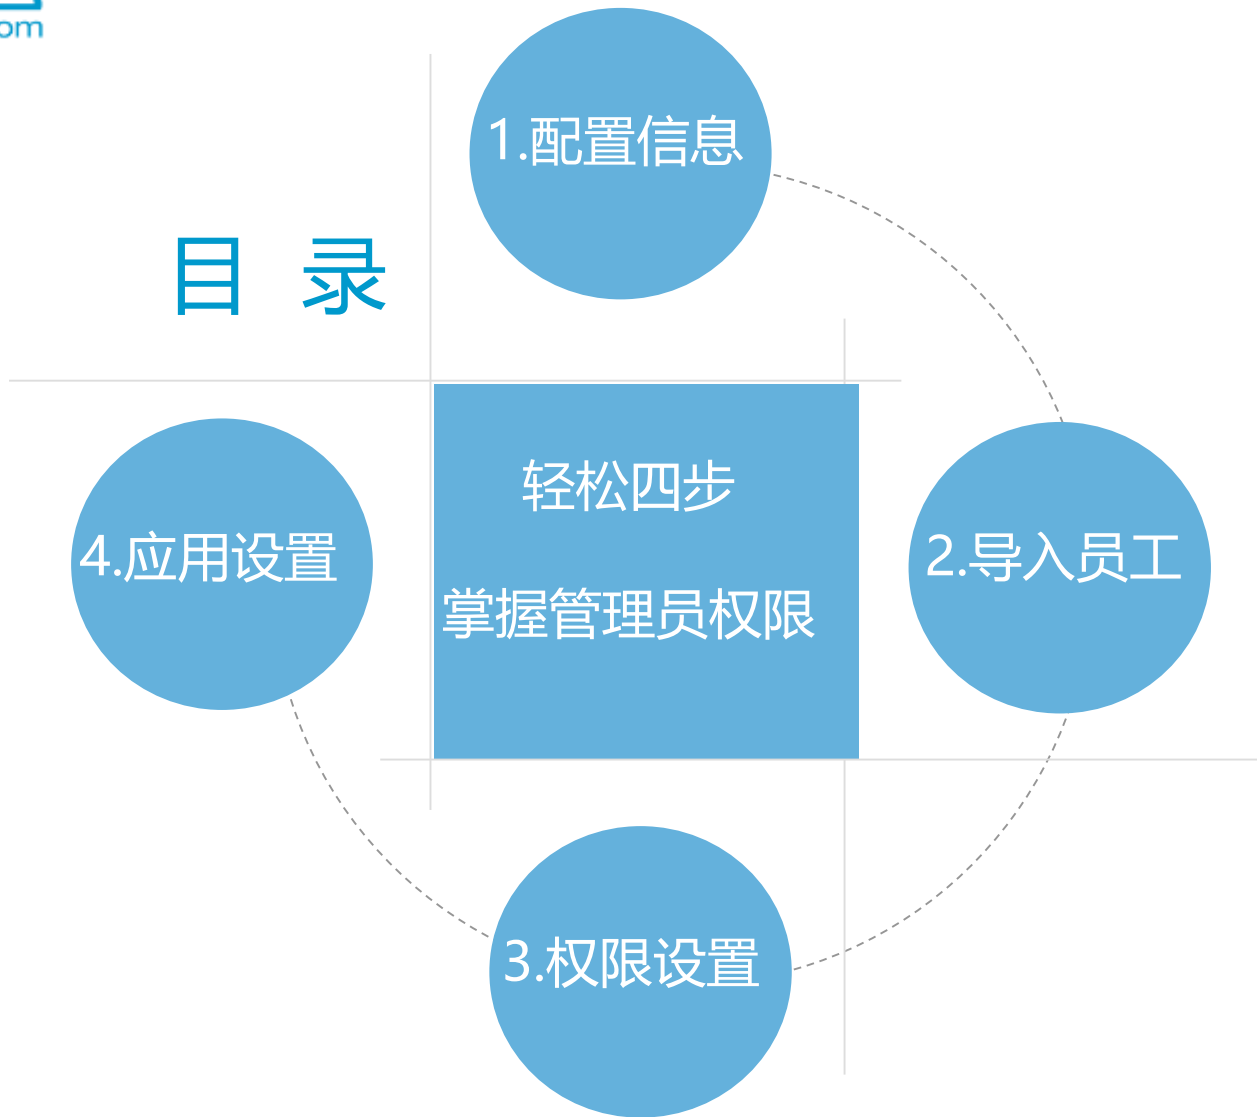 om
1.配置信息
目 录
轻松四步
掌握管理员权限
4.应用设置
2.导入员工
3.权限设置